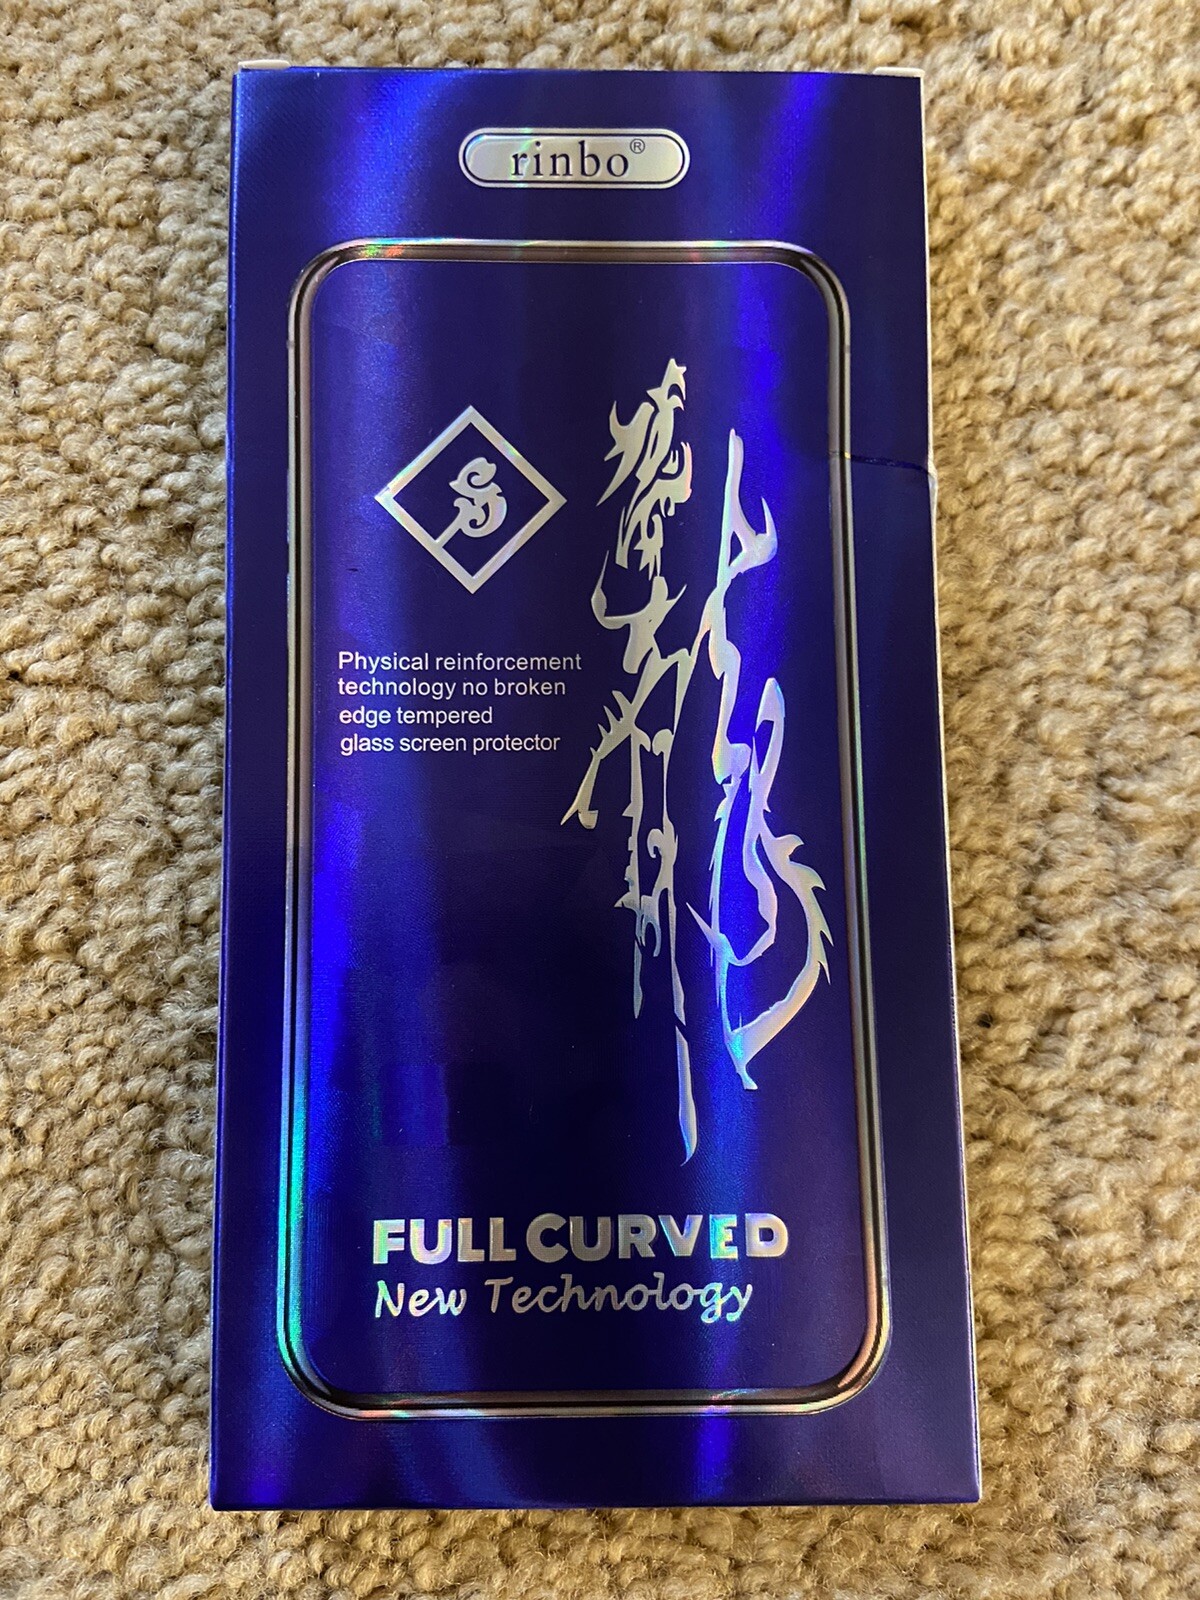 rinbo®
Physical reinforcement
technology no broken
edge tempered
glass screen protector
FULL CURVED
New Technology